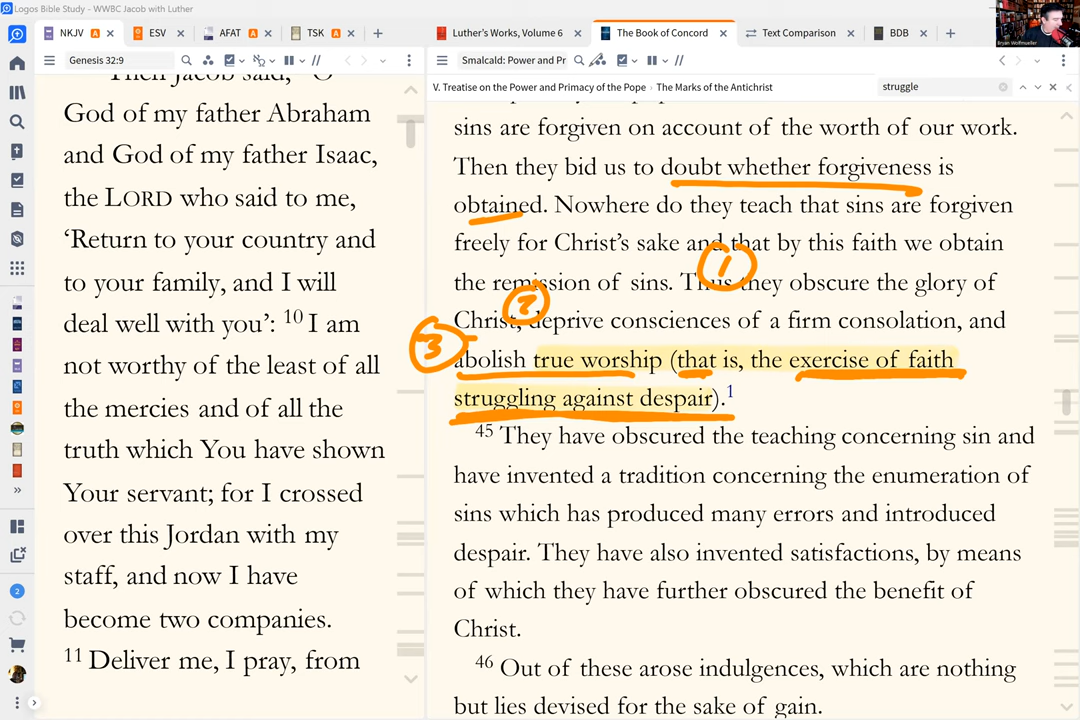 Logos Bible Study - WWBC Jacob with Luther
NKJV A × ESV × AFAT A × TSK A × +
Luther's Works, Volume 6 × The Book of Concord × Text Comparison × BDB × +
Bryan Wolfmueller
Genesis 32:9
Smalcald: Power and Pr
V. Treatise on the Power and Primacy of the Pope › The Marks of the Antichrist
struggle
Then Jacob said, "O
God of my father Abraham
and God of my father Isaac,
the LORD who said to me,
‘Return to your country and
to your family, and I will
deal well with you’: 10 I am
not worthy of the least of all
the mercies and of all the
truth which You have shown
Your servant; for I crossed
over this Jordan with my
staff, and now I have
become two companies.
11 Deliver me, I pray, from
sins are forgiven on account of the worth of our work.
Then they bid us to doubt whether forgiveness is
obtained. Nowhere do they teach that sins are forgiven
freely for Christ's sake and that by this faith we obtain
1
the remission of sins. Thus they obscure the glory of
2
Christ, deprive consciences of a firm consolation, and
3
abolish true worship (that is, the exercise of faith
struggling against despair).1
45 They have obscured the teaching concerning sin and
have invented a tradition concerning the enumeration of
sins which has produced many errors and introduced
despair. They have also invented satisfactions, by means
of which they have further obscured the benefit of
Christ.
46 Out of these arose indulgences, which are nothing
but lies devised for the sake of gain.
2